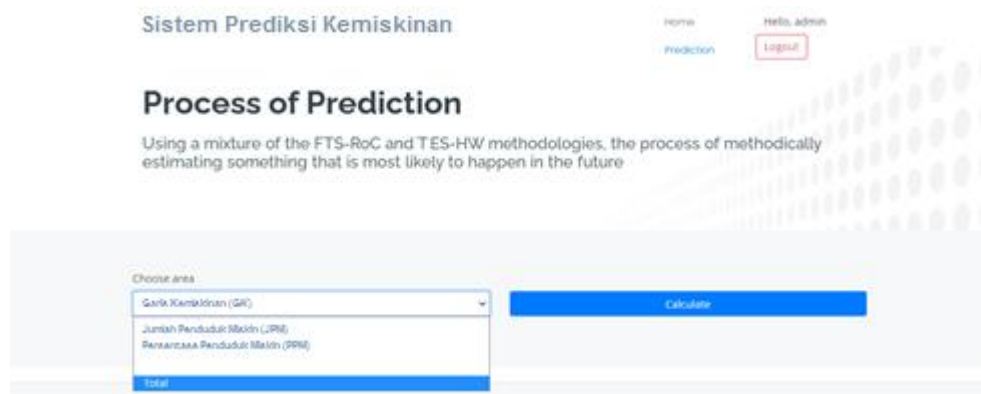 Sistem Prediksi Kemiskinan
Home
Hello, admin
Prediction
Logout
Process of Prediction
Using a mixture of the FTS-RoC and TES-HW methodologies, the process of methodically
estimating something that is most likely to happen in the future
Choose area
Garis Kemiskinan (GK)
Calculate
Jumlah Penduduk Miskin (JPM)
Persentase Penduduk Miskin (PPM)
Total